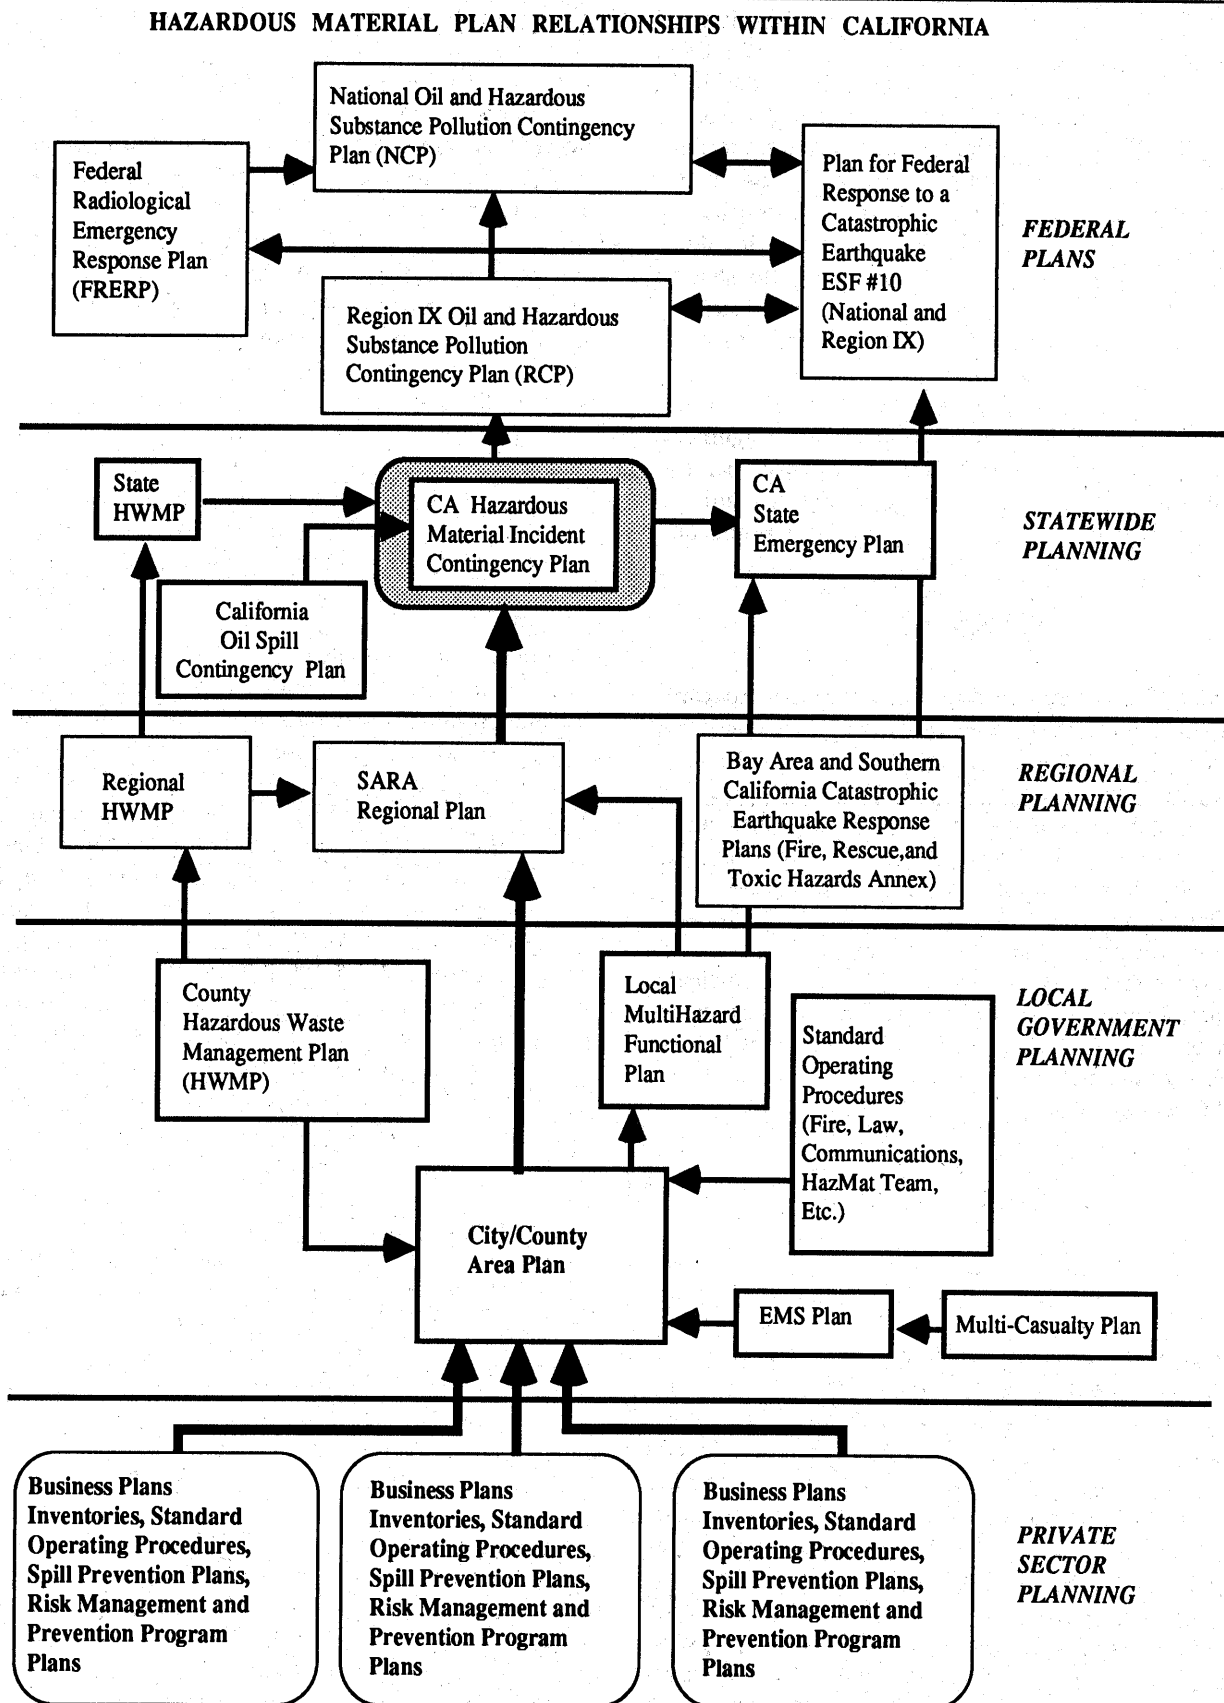 HAZARDOUS MATERIAL PLAN RELATIONSHIPS WITHIN CALIFORNIA
National Oil and Hazardous
Substance Pollution Contingency
Plan (NCP)
Federal
Radiological
Emergency
Response Plan
(FRERP)
Plan for Federal
Response to a
Catastrophic
Earthquake
ESF #10
(National and
Region IX)
FEDERAL
PLANS
Region IX Oil and Hazardous
Substance Pollution
Contingency Plan (RCP)
State
HWMP
CA Hazardous
Material Incident
Contingency Plan
CA
State
Emergency Plan
STATEWIDE
PLANNING
California
Oil Spill
Contingency Plan
Regional
HWMP
SARA
Regional Plan
Bay Area and Southern
California Catastrophic
Earthquake Response
Plans (Fire, Rescue,and
Toxic Hazards Annex)
REGIONAL
PLANNING
County
Hazardous Waste
Management Plan
(HWMP)
Local
MultiHazard
Functional
Plan
Standard
Operating
Procedures
(Fire, Law,
Communications,
HazMat Team,
Etc.)
LOCAL
GOVERNMENT
PLANNING
City/County
Area Plan
EMS Plan
Multi-Casualty Plan
Business Plans
Inventories, Standard
Operating Procedures,
Spill Prevention Plans,
Risk Management and
Prevention Program
Plans
Business Plans
Inventories, Standard
Operating Procedures,
Spill Prevention Plans,
Risk Management and
Prevention Program
Plans
Business Plans
Inventories, Standard
Operating Procedures,
Spill Prevention Plans,
Risk Management and
Prevention Program
Plans
PRIVATE
SECTOR
PLANNING